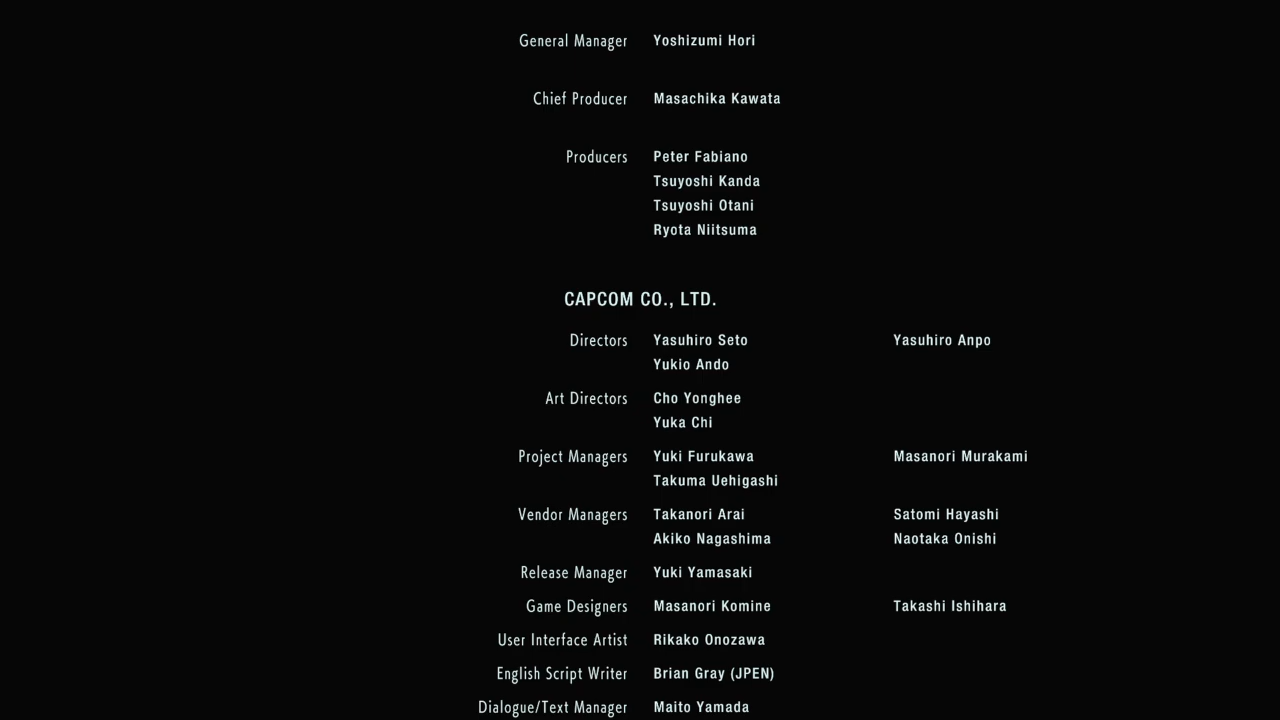 General Manager Yoshizumi Hori
Chief Producer Masachika Kawata
Producers Peter Fabiano
Tsuyoshi Kanda
Tsuyoshi Otani
Ryota Niitsuma
CAPCOM CO., LTD.
Directors Yasuhiro Seto Yasuhiro Anpo
Yukio Ando
Art Directors Cho Yonghee
Yuka Chi
Project Managers Yuki Furukawa Masanori Murakami
Takuma Uehigashi
Vendor Managers Takanori Arai Satomi Hayashi
Akiko Nagashima Naotaka Onishi
Release Manager Yuki Yamasaki
Game Designers Masanori Komine Takashi Ishihara
User Interface Artist Rikako Onozawa
English Script Writer Brian Gray (JPEN)
Dialogue/Text Manager Maito Yamada